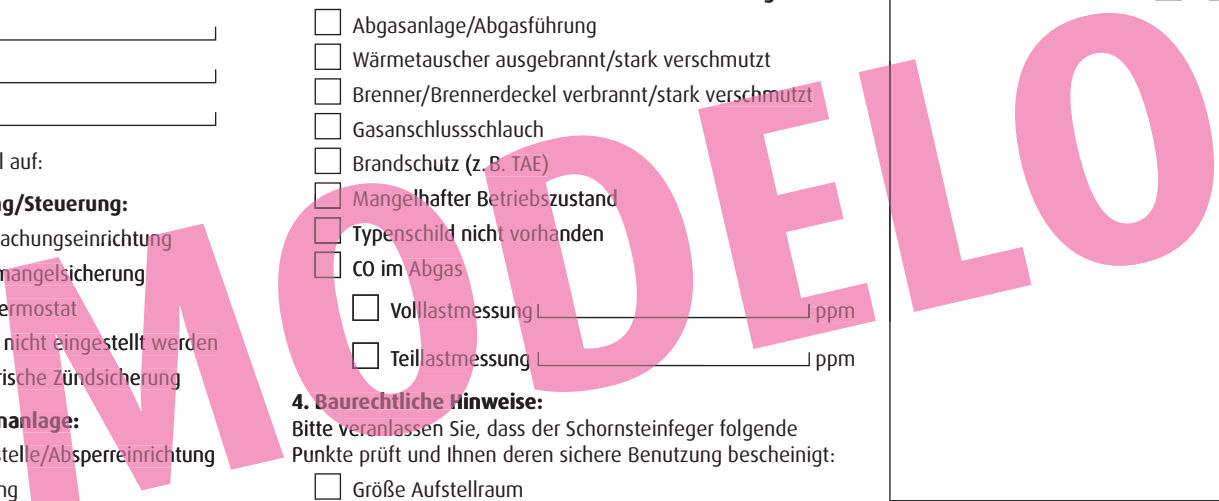 l auf:
g/Steuerung:
achungseinrichtung
mangelsicherung
ermostat
nicht eingestellt werden
rische Zündsicherung
nanlage:
stelle/Absperreinrichtung
ng
Abgasanlage/Abgasführung
Wärmetauscher ausgebrannt/stark verschmutzt
Brenner/Brennerdeckel verbrannt/stark verschmutzt
Gasanschlussschlauch
Brandschutz (z. B. TAE)
Mangelhafter Betriebszustand
Typenschild nicht vorhanden
CO im Abgas
Volllastmessung ppm
Teillastmessung ppm
4. Baurechtliche Hinweise:
Bitte veranlassen Sie, dass der Schornsteinfeger folgende
Punkte prüft und Ihnen deren sichere Benutzung bescheinigt:
Größe Aufstellraum
MODELO